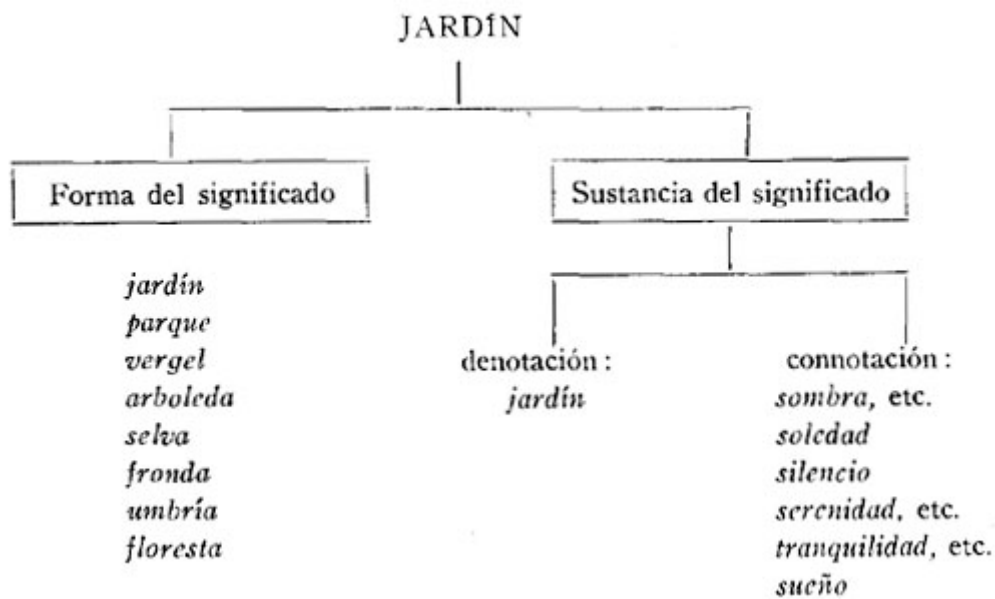 JARDÍN
Forma del significado
Sustancia del significado
jardín
parque
vergel
arboleda
selva
fronda
umbría
floresta
denotación:
jardín
connotación:
sombra, etc.
soledad
silencio
serenidad, etc.
tranquilidad, etc.
sueño